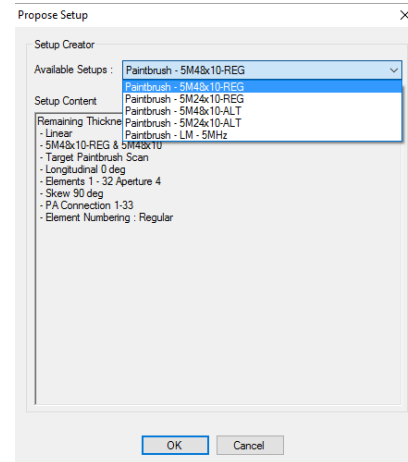 Propose Setup
Setup Creator
Available Setups : Paintbrush - 5M48x10-REG
Paintbrush - 5M48x10-REG
Paintbrush - 5M24x10-REG
Paintbrush - 5M48x10-ALT
Paintbrush - 5M24x10-ALT
Paintbrush - LM - 5MHz
Setup Content
Remaining Thickne
- Linear
- 5M48x10-REG & 5M48x10
- Target Paintbrush Scan
- Longitudinal 0 deg
- Elements 1 - 32 Aperture 4
- Skew 90 deg
- PA Connection 1-33
- Element Numbering : Regular
OK Cancel